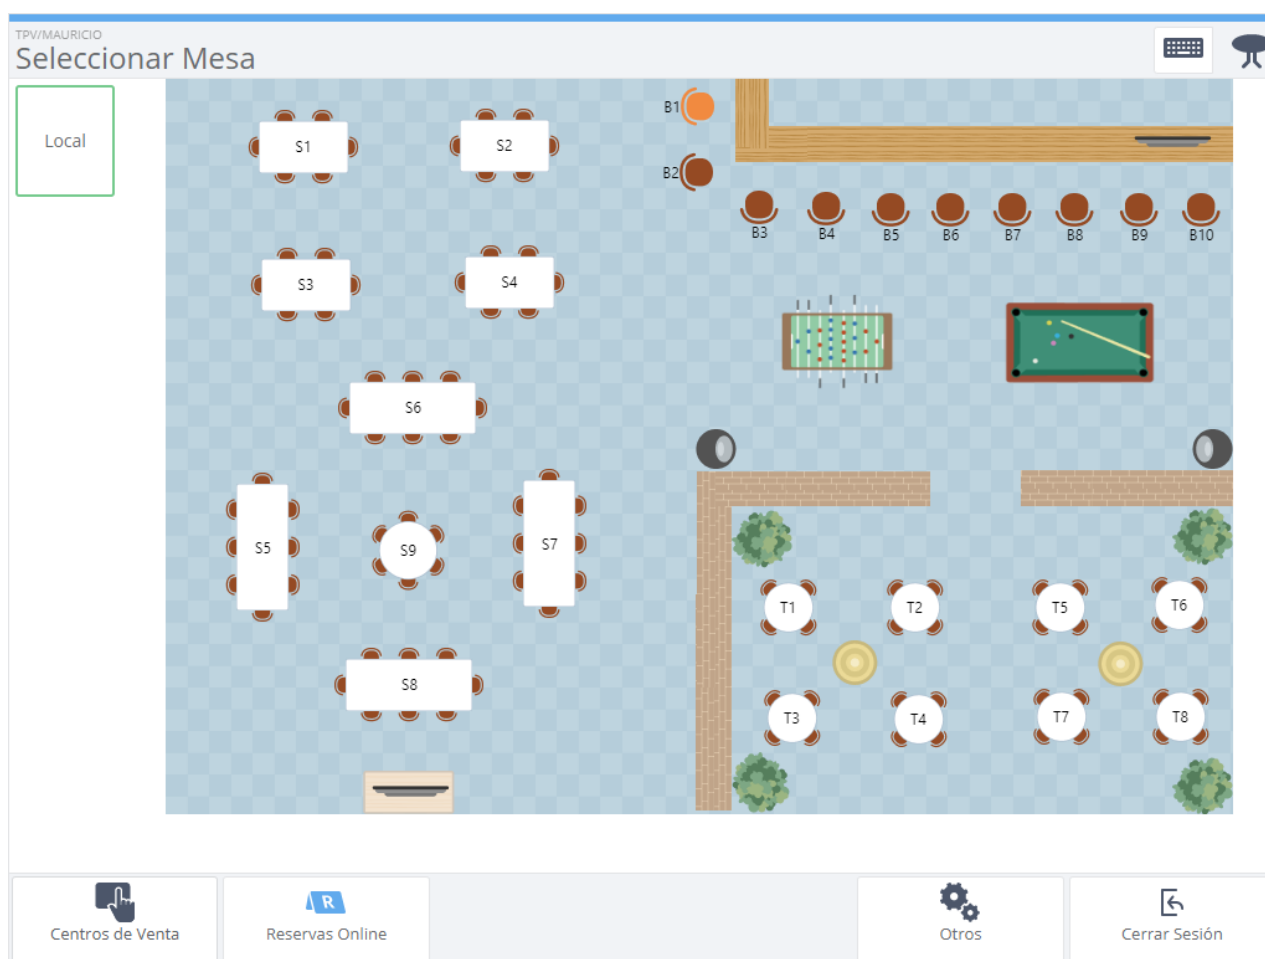 TPV/MAURICIO
Seleccionar Mesa
Local
S1
S2
B1
B2
B3
B4
B5
B6
B7
B8
B9
B10
S3
S4
S6
S5
S9
S7
S8
T1
T2
T5
T6
T3
T4
T7
T8
R
Centros de Venta
Reservas Online
Otros
Cerrar Sesión